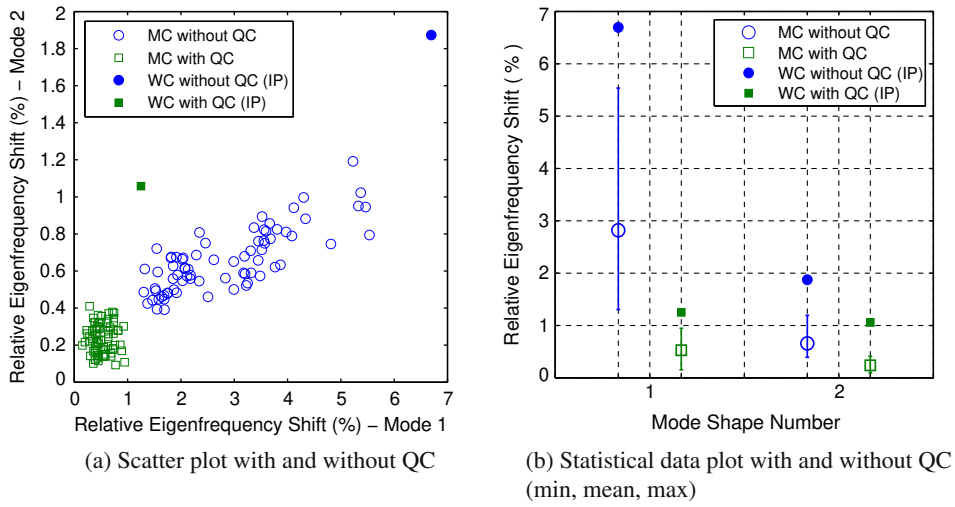 Relative Eigenfrequency Shift (%) – Mode 2
2
1.8
1.6
1.4
1.2
1
0.8
0.6
0.4
0.2
0
MC without QC
MC with QC
WC without QC (IP)
WC with QC (IP)
0 1 2 3 4 5 6 7
Relative Eigenfrequency Shift (%) – Mode 1
(a) Scatter plot with and without QC
Relative Eigenfrequency Shift ( % )
7
6
5
4
3
2
1
0
MC without QC
MC with QC
WC without QC (IP)
WC with QC (IP)
1 2
Mode Shape Number
(b) Statistical data plot with and without QC
(min, mean, max)